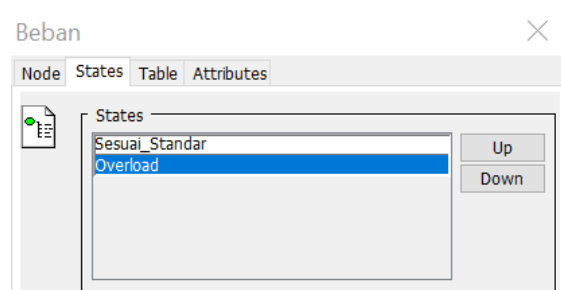 Beban
Node States Table Attributes
States
Sesuai_Standar
Overload
Up
Down